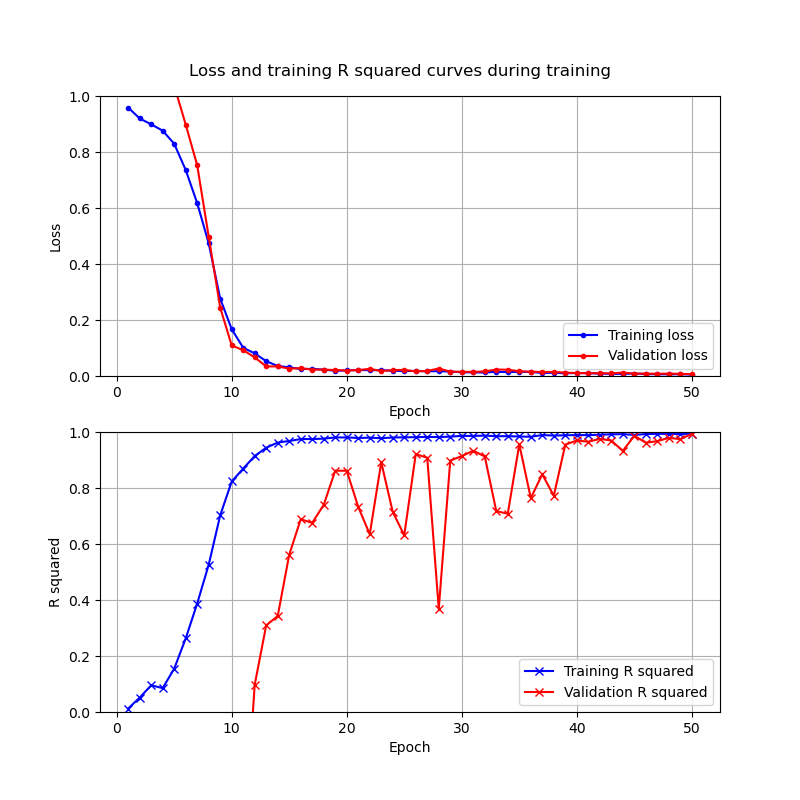 Loss and training R squared curves during training
1.0
0.8
0.6
0.4
0.2
0.0
Loss
Training loss
Validation loss
0 10 20 30 40 50
Epoch
1.0
0.8
0.6
0.4
0.2
0.0
R squared
Training R squared
Validation R squared
0 10 20 30 40 50
Epoch